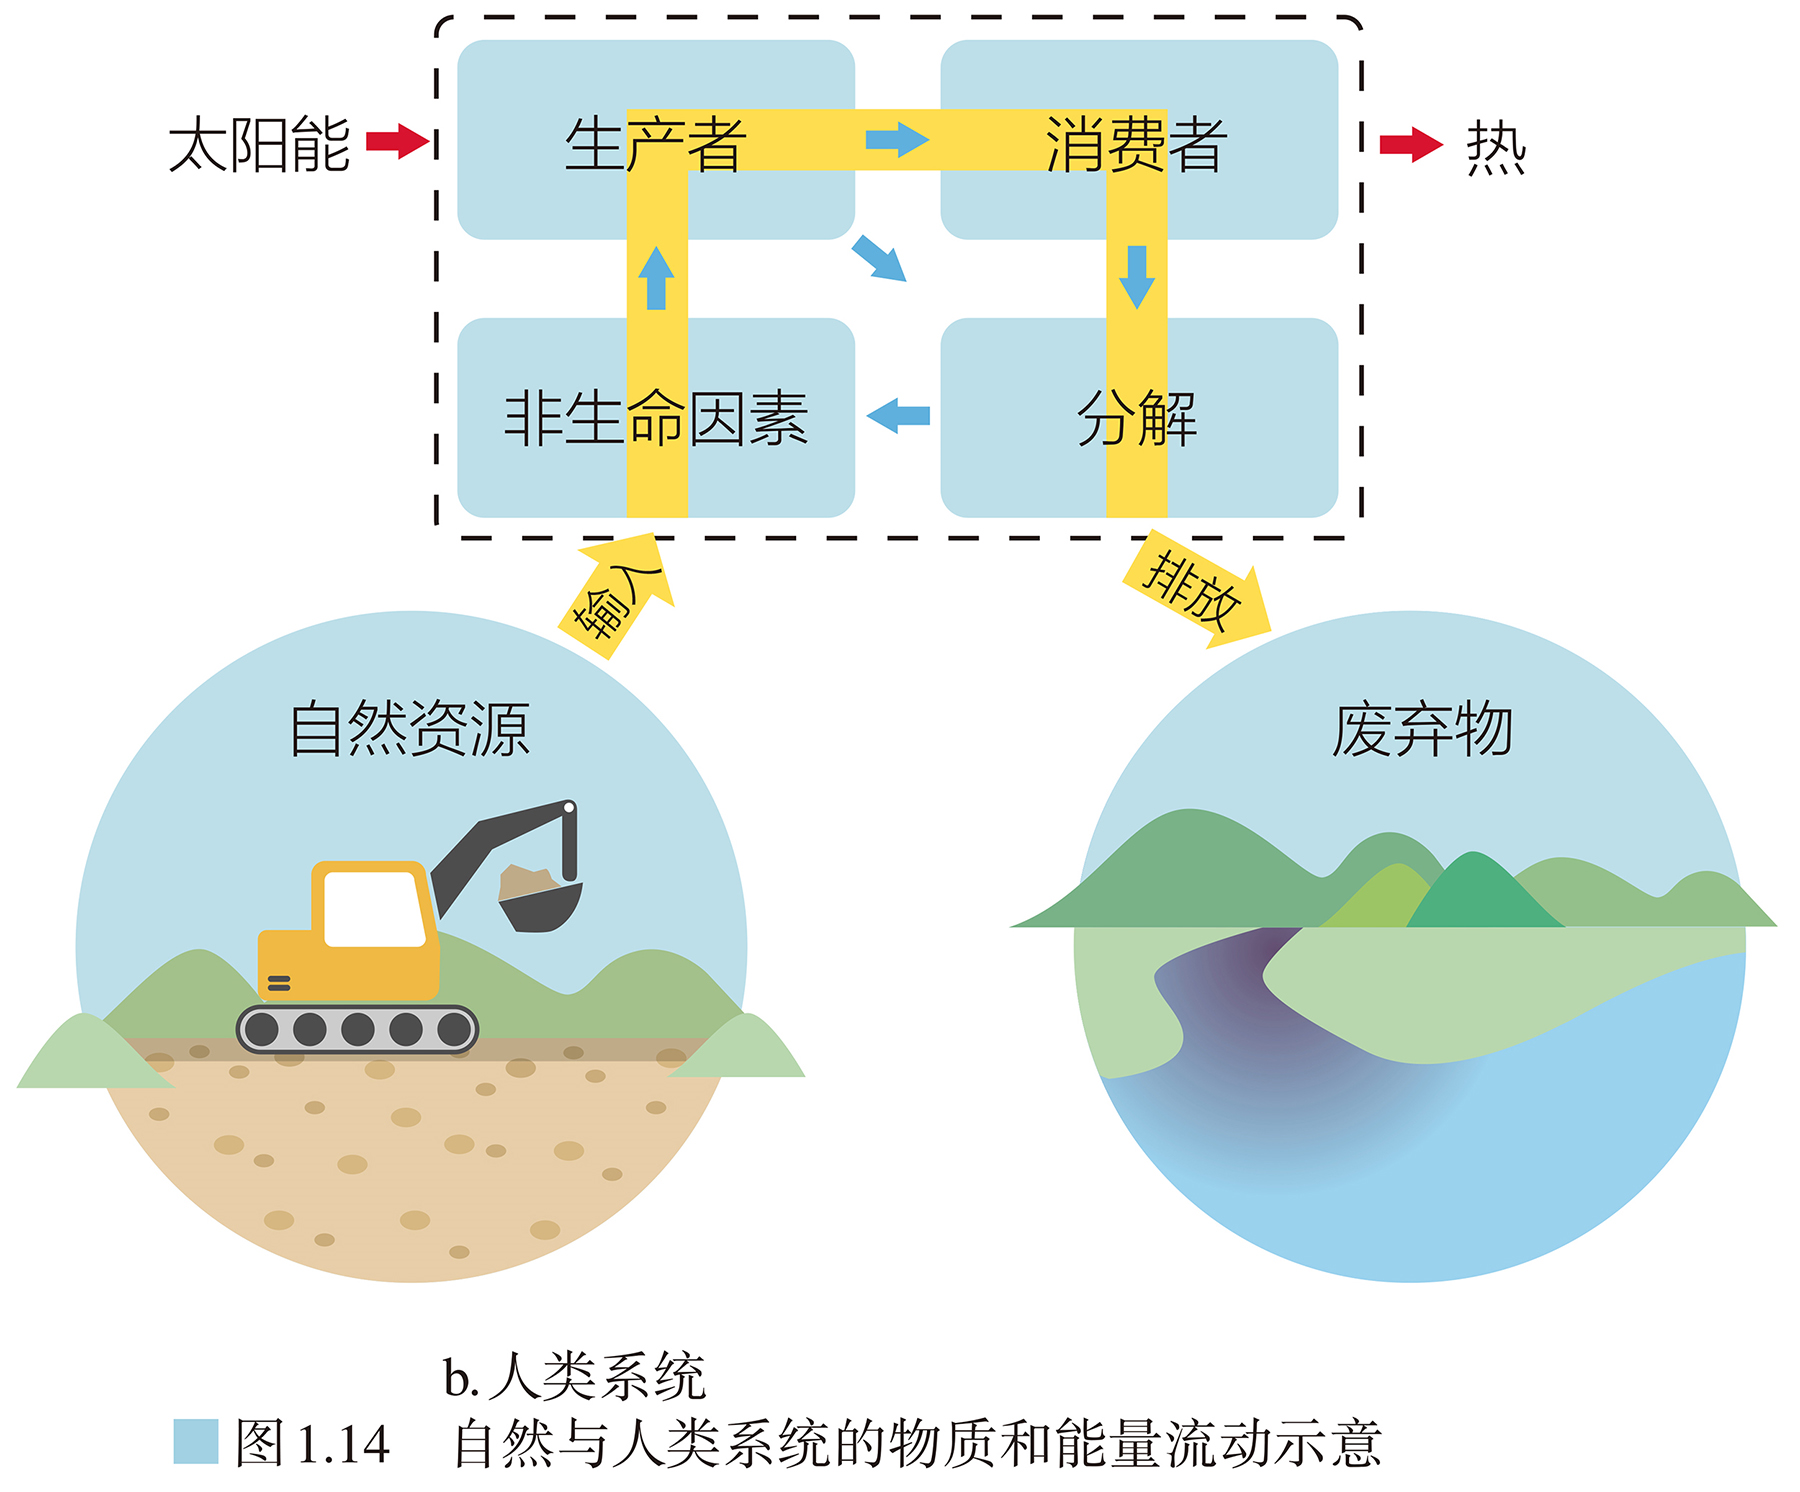 太阳能
生产者
消费者
热
非生命因素
分解
输入
排放
自然资源
废弃物
b. 人类系统
图1.14 自然与人类系统的物质和能量流动示意